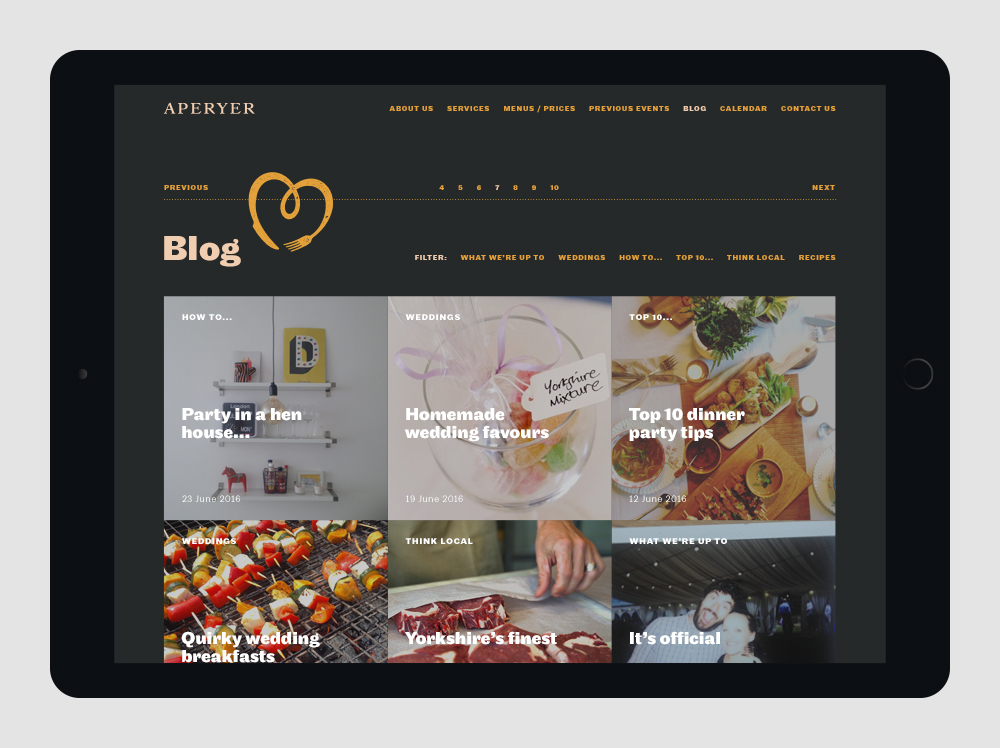 APERYER
ABOUT US SERVICES MENUS / PRICES PREVIOUS EVENTS BLOG CALENDAR CONTACT US
PREVIOUS 4 5 6 7 8 9 10 NEXT
Blog
FILTER: WHAT WE'RE UP TO WEDDINGS HOW TO... TOP 10... THINK LOCAL RECIPES
HOW TO...
D
Party in a hen
house...
23 June 2016
WEDDINGS
Yorkshire
Mixture
Homemade
wedding favours
19 June 2016
TOP 10...
Top 10 dinner
party tips
12 June 2016
WEDDINGS
Quirky wedding
breakfasts
THINK LOCAL
Yorkshire's finest
WHAT WE'RE UP TO
It's official